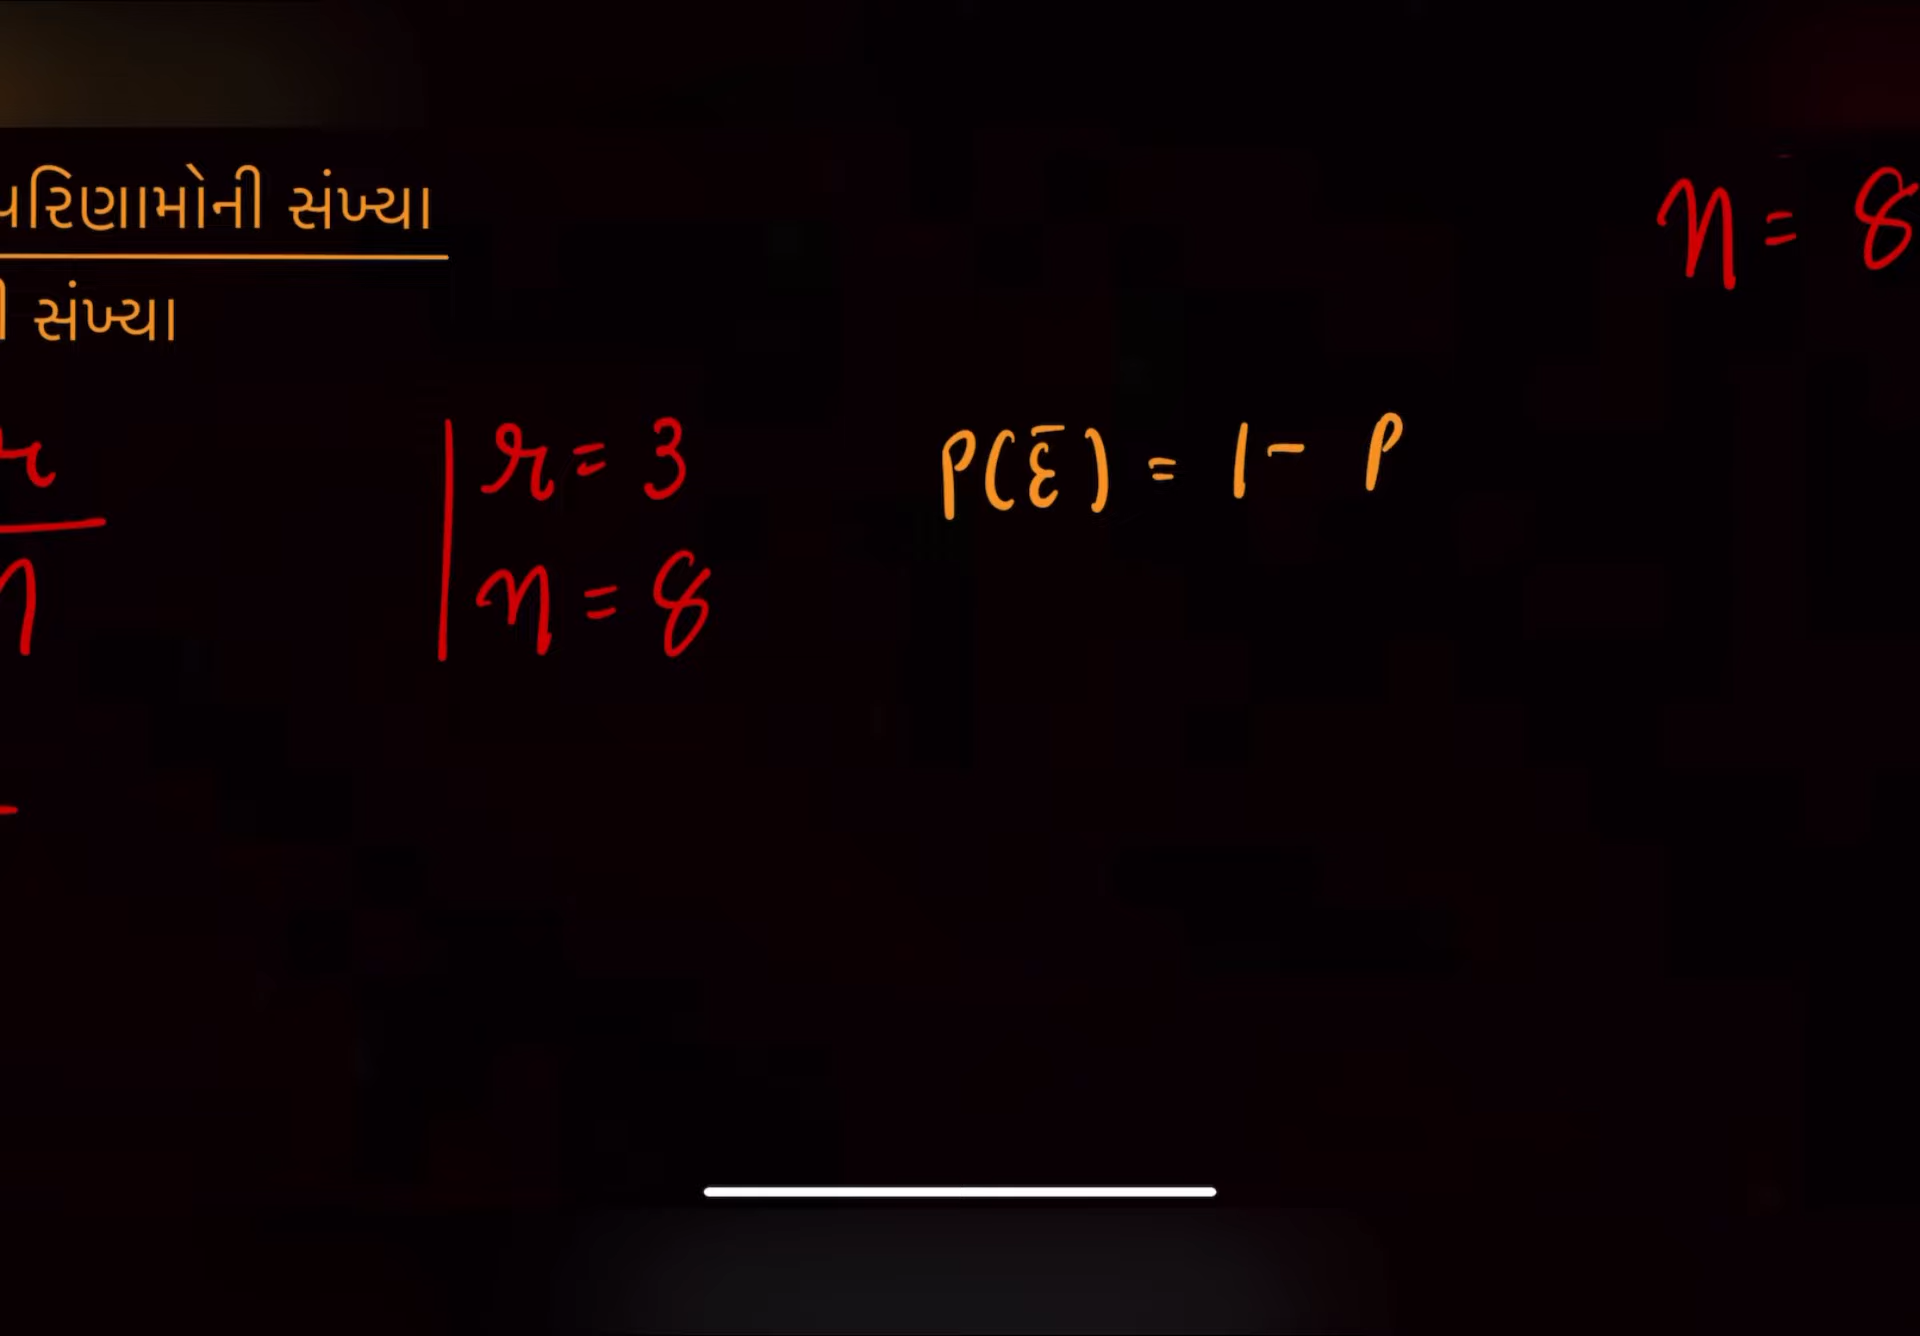 પરિણામોની સંખ્યા
સંખ્યા
n = 8
r
n
r = 3
n = 8
P(Ē) = 1 - P